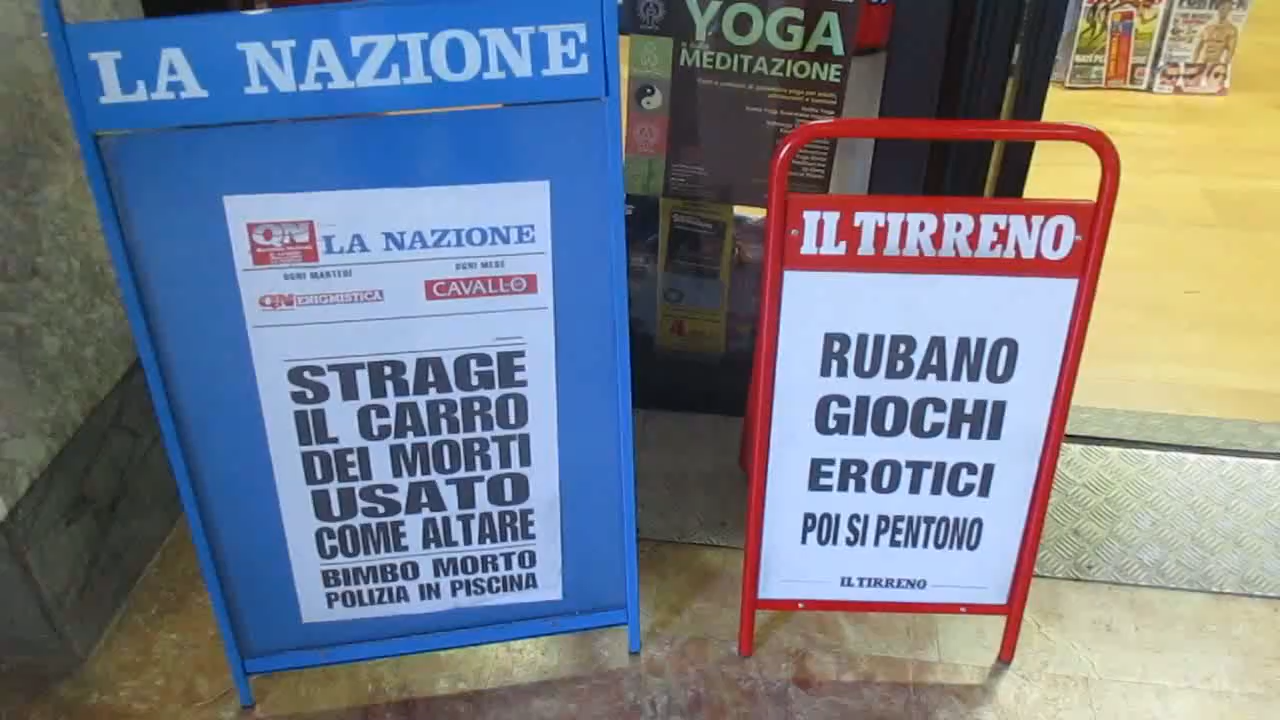 LA NAZIONE
QN LA NAZIONE
OGNI MARTEDÌ
OGNI MESE
QN ENIGMISTICA
CAVALLO
STRAGE
IL CARRO
DEI MORTI
USATO
COME ALTARE
BIMBO MORTO
POLIZIA IN PISCINA
YOGA
MEDITAZIONE
IL TIRRENO
RUBANO
GIOCHI
EROTICI
POI SI PENTONO
IL TIRRENO